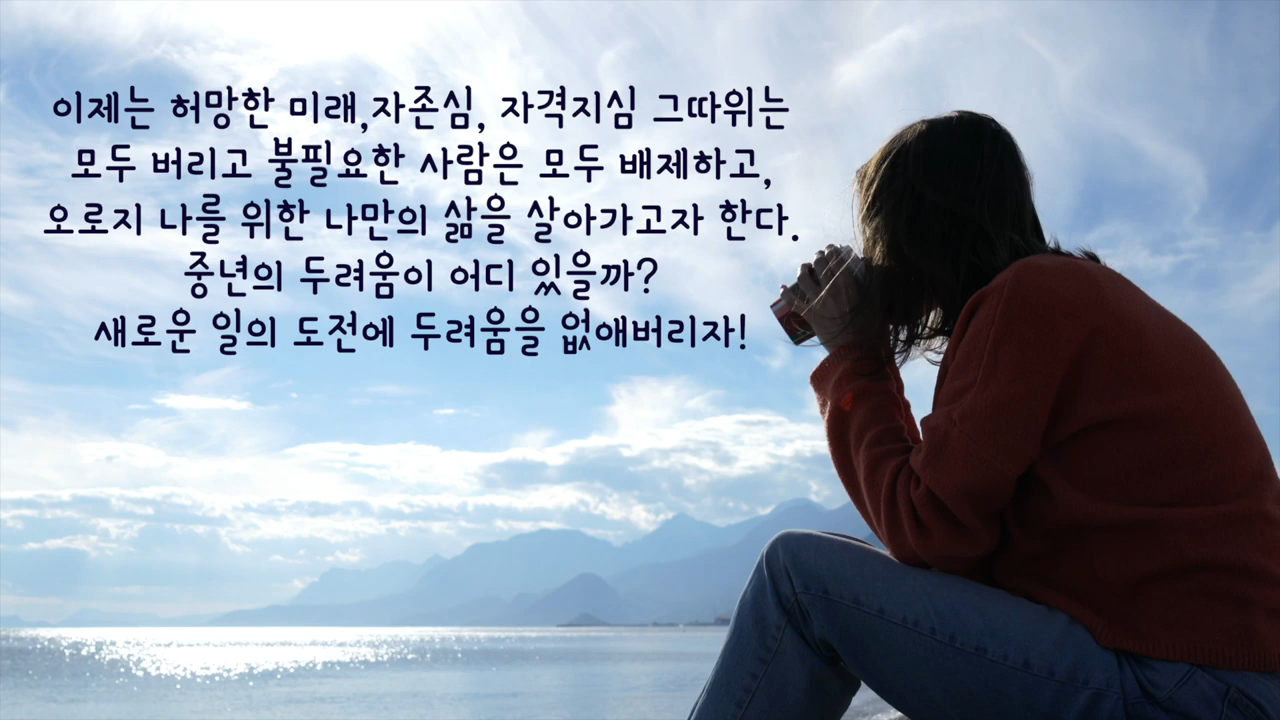 이제는 허망한 미래,자존심, 자격지심 그따위는
모두 버리고 불필요한 사람은 모두 배제하고,
오로지 나를 위한 나만의 삶을 살아가고자 한다.
중년의 두려움이 어디 있을까?
새로운 일의 도전에 두려움을 없애버리자!